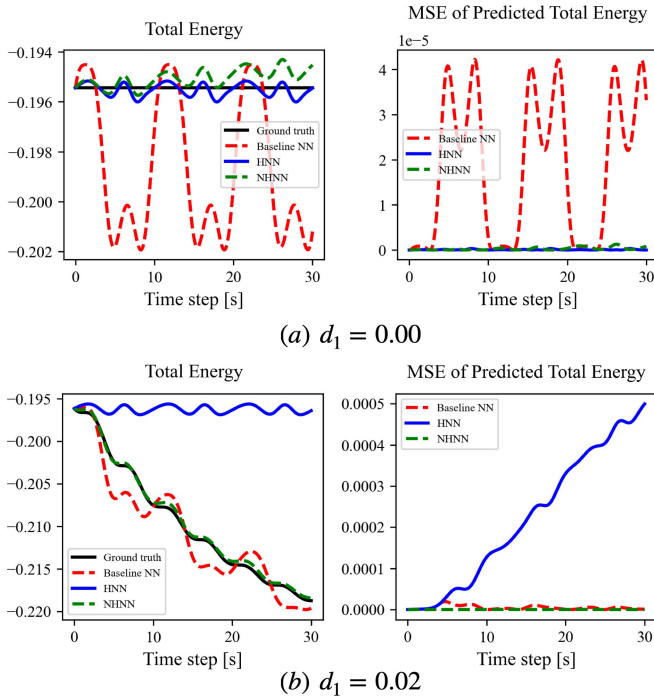 Total Energy
−0.194
−0.196
−0.198
−0.200
−0.202
0 10 20 30
Time step [s]
Ground truth
Baseline NN
HNN
NHNN
MSE of Predicted Total Energy
1e−5
4
3
2
1
0
0 10 20 30
Time step [s]
Baseline NN
HNN
NHNN
(a) d₁ = 0.00
Total Energy
−0.195
−0.200
−0.205
−0.210
−0.215
−0.220
0 10 20 30
Time step [s]
Ground truth
Baseline NN
HNN
NHNN
MSE of Predicted Total Energy
0.0005
0.0004
0.0003
0.0002
0.0001
0.0000
0 10 20 30
Time step [s]
Baseline NN
HNN
NHNN
(b) d₁ = 0.02